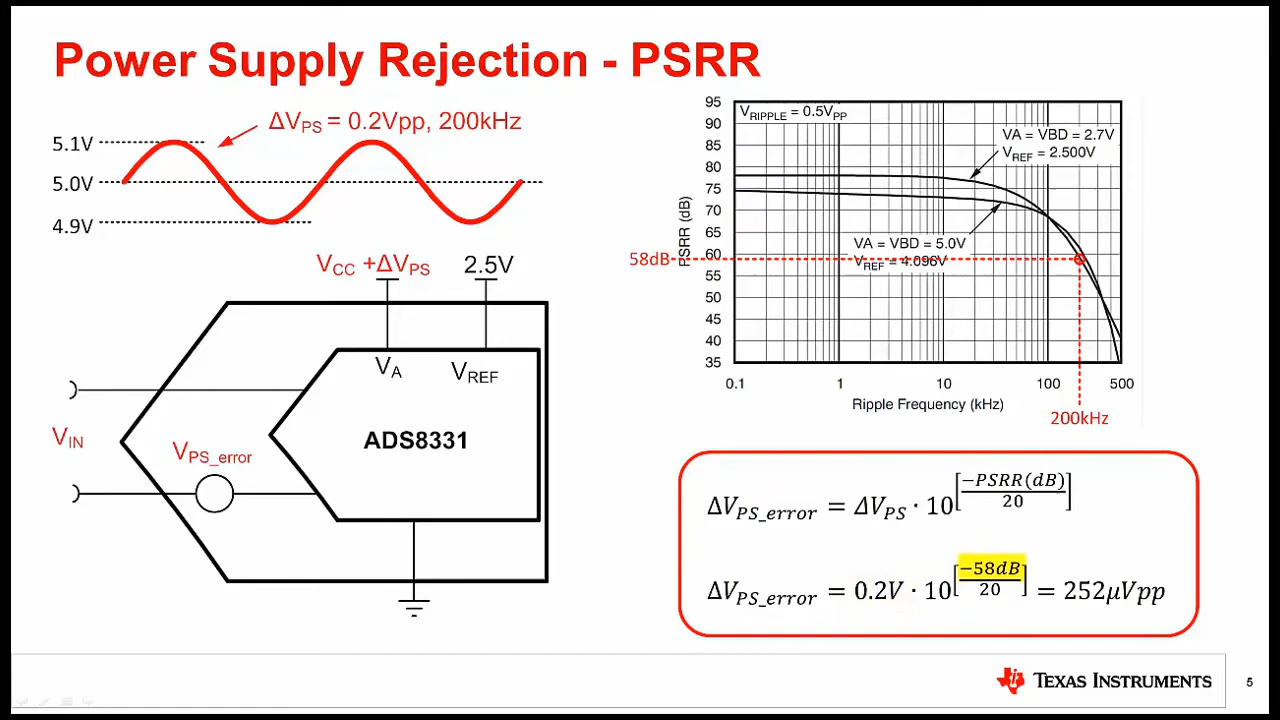 Power Supply Rejection - PSRR
ΔV_PS = 0.2Vpp, 200kHz
5.1V
5.0V
4.9V
V_CC +ΔV_PS
2.5V
V_A
V_REF
ADS8331
V_IN
V_PS_error
V_RIPPLE = 0.5V_PP
VA = VBD = 2.7V
V_REF = 2.500V
VA = VBD = 5.0V
V_REF = 4.096V
PSRR (dB)
95
90
85
80
75
70
65
60
55
50
45
40
35
58dB
0.1
1
10
100
500
Ripple Frequency (kHz)
200kHz
ΔV_PS_error = ΔV_PS · 10^[−PSRR(dB)/20]
ΔV_PS_error = 0.2V · 10^[−58dB/20] = 252μVpp
TEXAS INSTRUMENTS
5